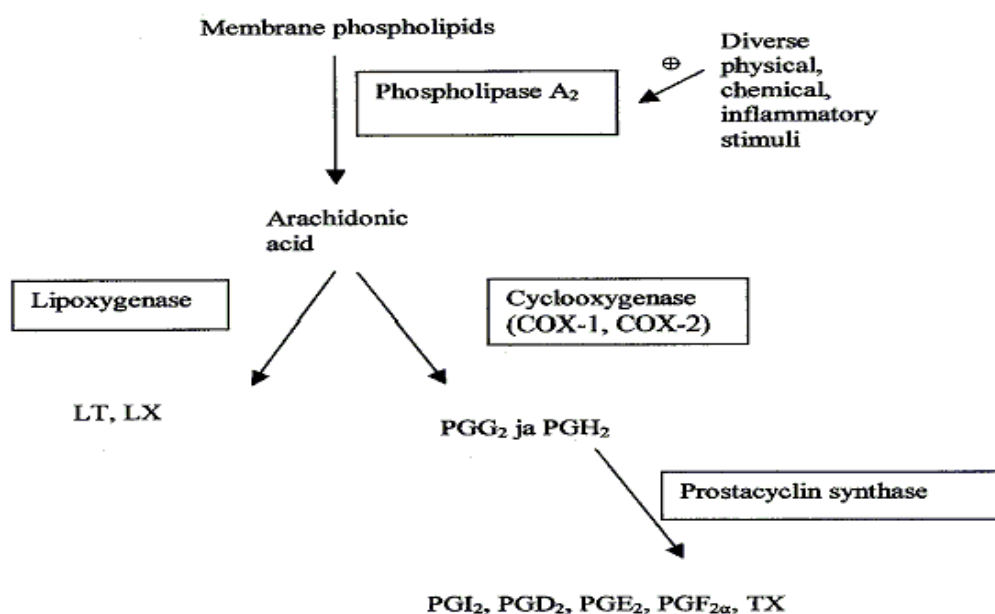 Membrane phospholipids
Diverse
physical,
chemical,
inflammatory
stimuli
⊕
Phospholipase A₂
Arachidonic
acid
Lipoxygenase
Cyclooxygenase
(COX-1, COX-2)
LT, LX
PGG₂ ja PGH₂
Prostacyclin synthase
PGI₂, PGD₂, PGE₂, PGF₂α, TX